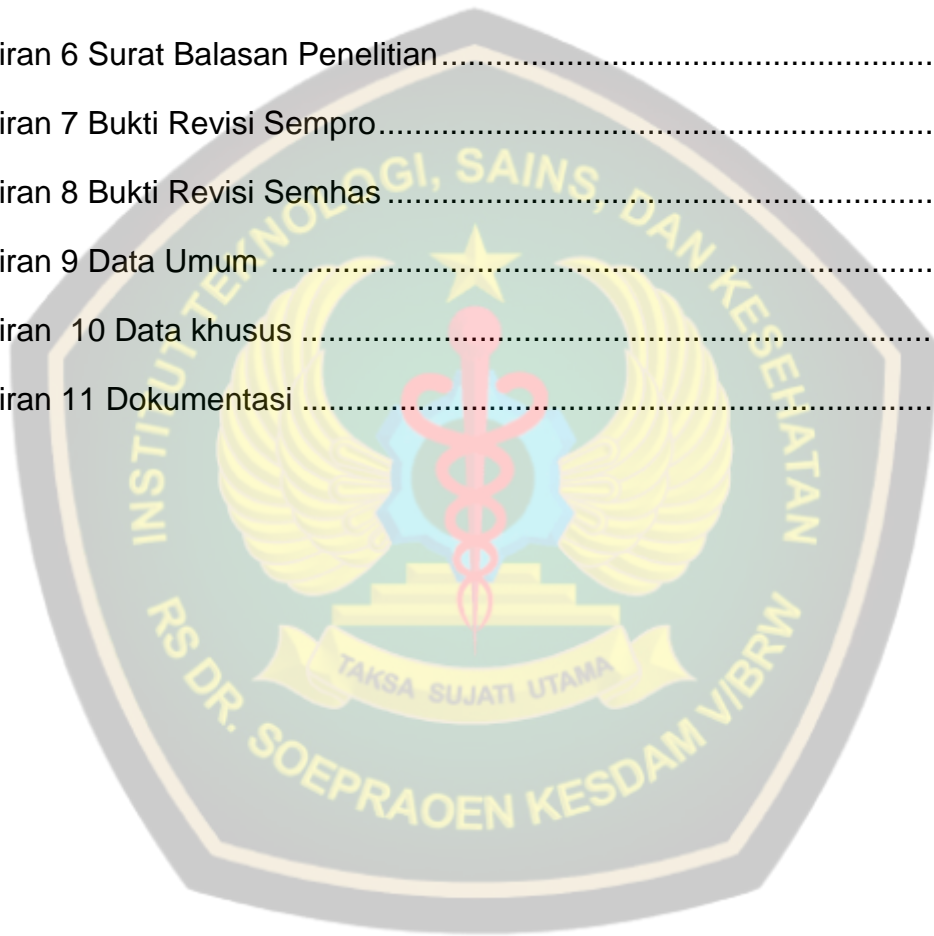 iran 6 Surat Balasan Penelitian..................................................
iran 7 Bukti Revisi Sempro..................................................
iran 8 Bukti Revisi Semhas ..................................................
iran 9 Data Umum ..................................................
iran  10 Data khusus ..................................................
iran 11 Dokumentasi ..................................................
INSTITUT TEKNOLOGI, SAINS, DAN KESEHATAN
TAKSA SUJATI UTAMA
RS DR. SOEPRAOEN KESDAM V/BRW